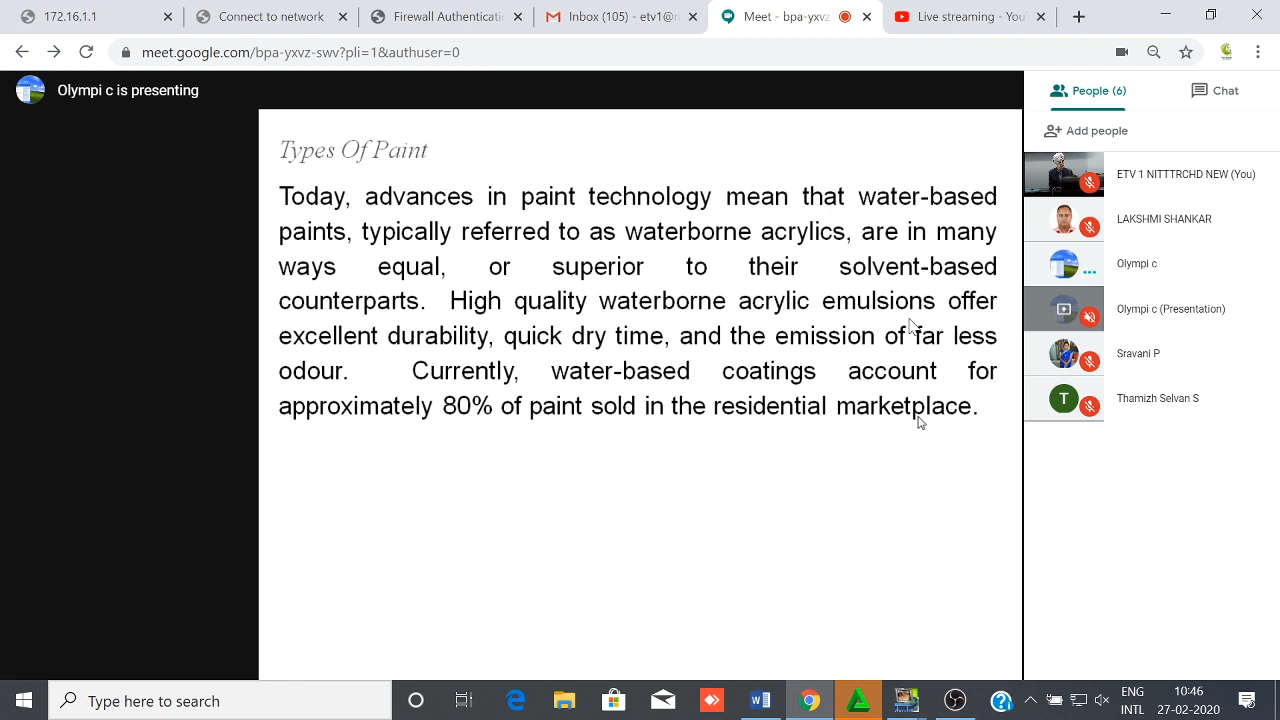 172.16.1.1
Connect to network
Firewall Authenticati
Inbox (105) - etv1@n
Meet - bpa-yxvz
Live streaming - You
meet.google.com/bpa-yxvz-swv?pli=1&authuser=0
Olympi c is presenting
People (6)
Chat
Add people
Types Of Paint
Today, advances in paint technology mean that water-based
paints, typically referred to as waterborne acrylics, are in many
ways equal, or superior to their solvent-based
counterparts. High quality waterborne acrylic emulsions offer
excellent durability, quick dry time, and the emission of far less
odour. Currently, water-based coatings account for
approximately 80% of paint sold in the residential marketplace.
ETV 1 NITTTRCHD NEW (You)
LAKSHMI SHANKAR
Olympi c
Olympi c (Presentation)
Sravani P
T
Thamizh Selvan S
Type here to search
ENG
INTL
10:46
27-02-2020